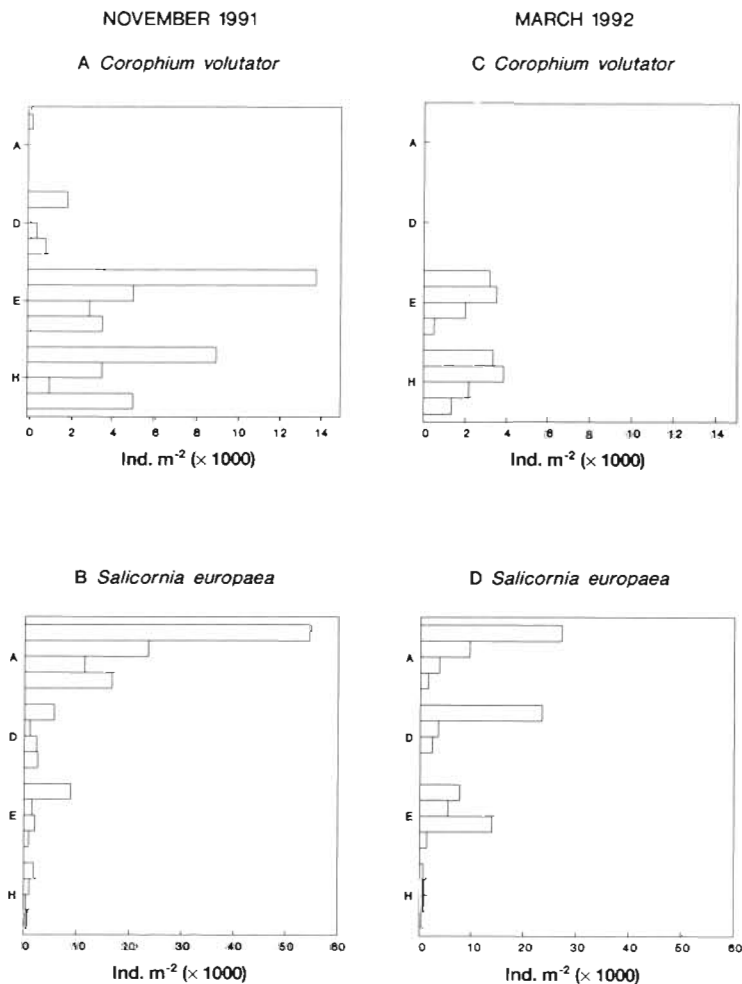 NOVEMBER 1991
MARCH 1992
A Corophium volutator
C Corophium volutator
A
D
E
H
0 2 4 6 8 10 12 14
Ind. m⁻² (× 1000)
A
D
E
H
0 2 4 6 8 10 12 14
Ind. m⁻² (× 1000)
B Salicornia europaea
D Salicornia europaea
A
D
E
H
0 10 20 30 40 50 60
Ind. m⁻² (× 1000)
A
D
E
H
0 10 20 30 40 50 60
Ind. m⁻² (× 1000)